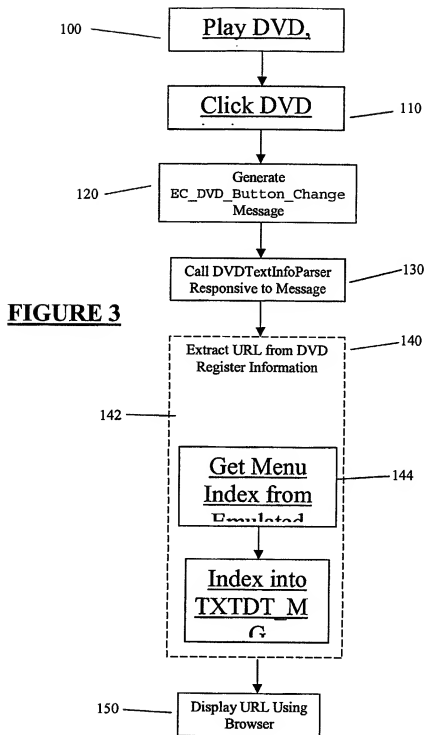 100
Play DVD,
Click DVD
110
120
Generate
EC_DVD_Button_Change
Message
Call DVDTextInfoParser
Responsive to Message
130
FIGURE 3
Extract URL from DVD
Register Information
140
142
Get Menu
Index from
Emulated
144
Index into
TXTDT_M
G
150
Display URL Using
Browser